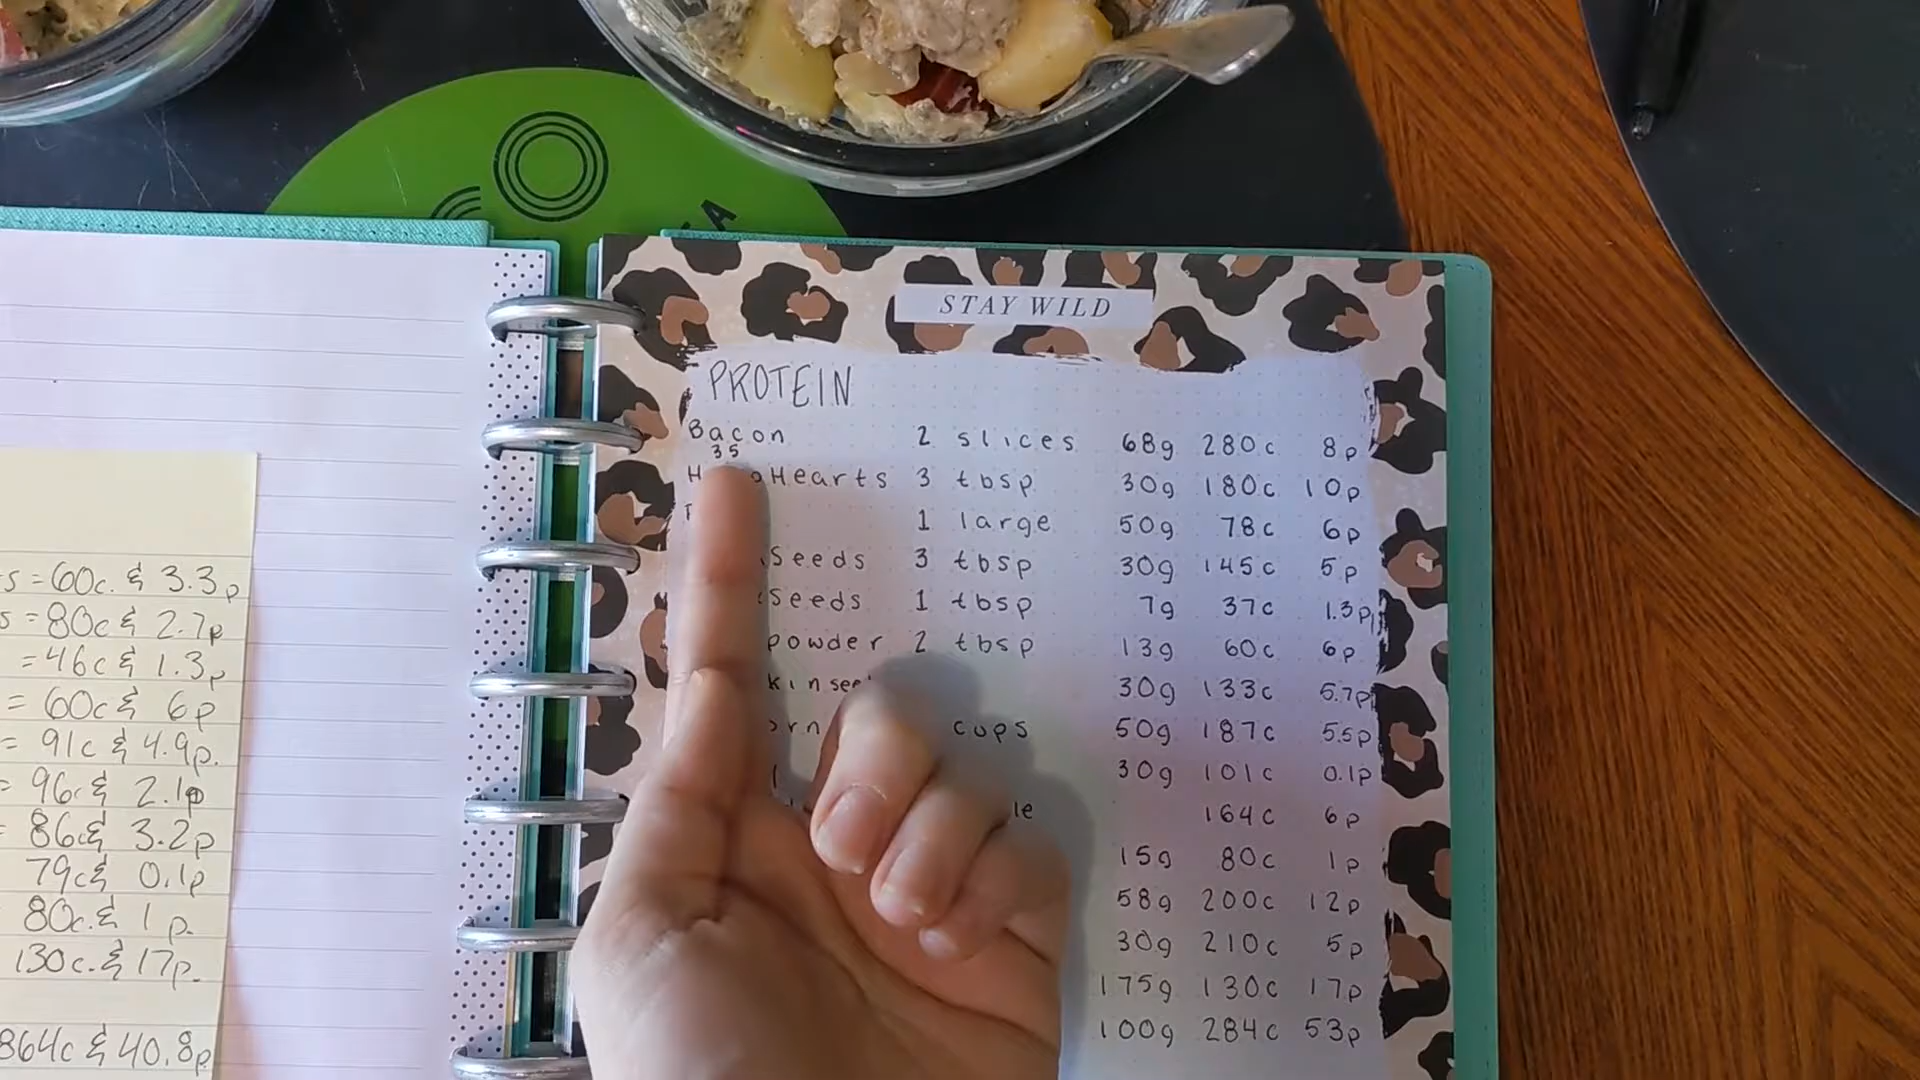 STAY WILD
PROTEIN
Bacon 2 slices 68g 280c 8p
35
Hearts 3 tbsp 30g 180c 10p
1 large 50g 78c 6p
Seeds 3 tbsp 30g 145c 5p
Seeds 1 tbsp 7g 37c 1.3p
powder 2 tbsp 13g 60c 6p
30g 133c 5.7p
cups 50g 187c 5.5p
30g 101c 0.1p
164c 6p
15g 80c 1p
58g 200c 12p
30g 210c 5p
175g 130c 17p
100g 284c 53p
s = 60c. & 3.3p
s = 80c & 2.7p
= 46c & 1.3p
= 60c & 6p
= 91c & 4.9p.
= 96c & 2.1p
= 86c & 3.2p
79c & 0.1p
80c. & 1p.
130c. & 17p.
864c & 40.8p